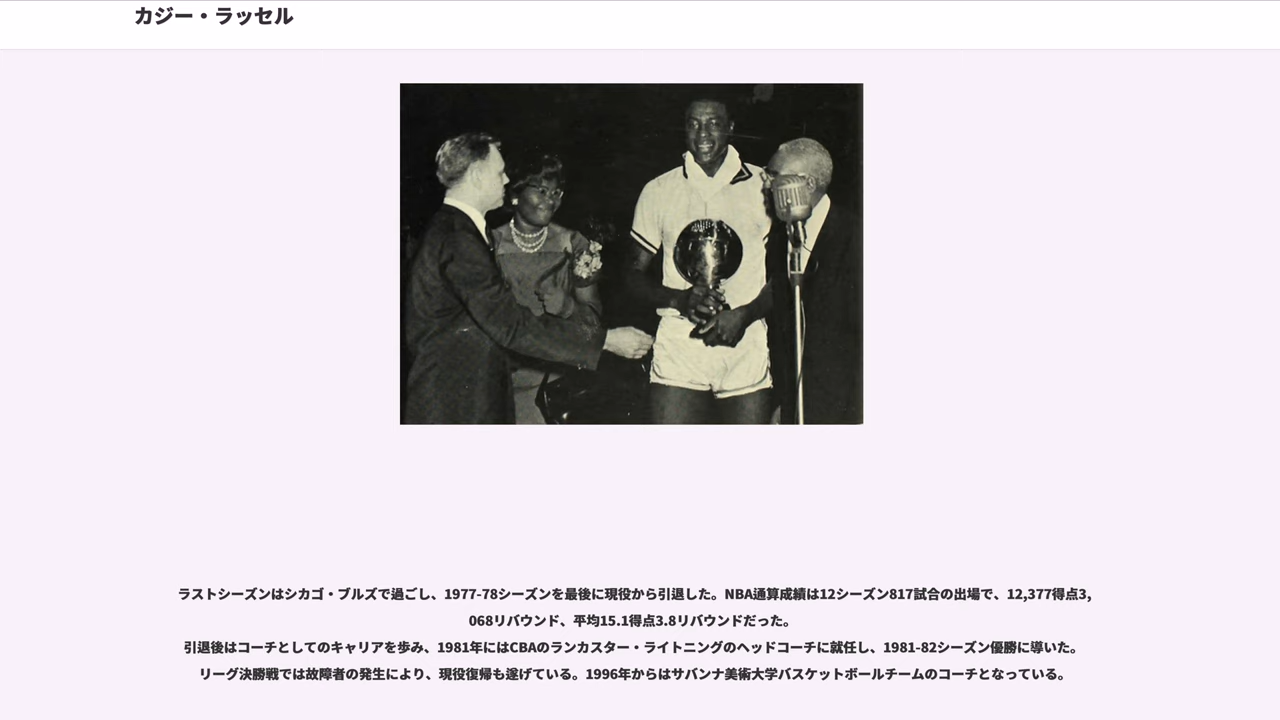 カジー・ラッセル
ラストシーズンはシカゴ・ブルズで過ごし、1977-78シーズンを最後に現役から引退した。NBA通算成績は12シーズン817試合の出場で、12,377得点3,
068リバウンド、平均15.1得点3.8リバウンドだった。
引退後はコーチとしてのキャリアを歩み、1981年にはCBAのランカスター・ライトニングのヘッドコーチに就任し、1981-82シーズン優勝に導いた。
リーグ決勝戦では故障者の発生により、現役復帰も遂げている。1996年からはサバンナ美術大学バスケットボールチームのコーチとなっている。